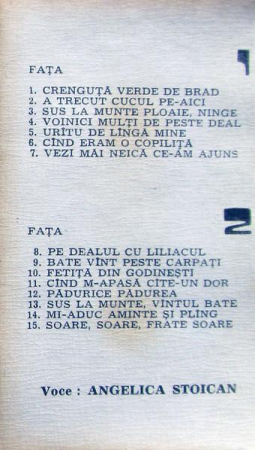 1
FAȚA
1. CRENGUȚĂ VERDE DE BRAD
2. A TRECUT CUCUL PE-AICI
3. SUS LA MUNTE PLOAIE, NINGE
4. VOINICI MULȚI DE PESTE DEAL
5. URÎTU DE LÎNGĂ MINE
6. CÎND ERAM O COPILIȚĂ
7. VEZI MĂI NEICĂ CE-AM AJUNS
2
FAȚA
8. PE DEALUL CU LILIACUL
9. BATE VÎNT PESTE CARPAȚI
10. FETIȚĂ DIN GODINEȘTI
11. CÎND M-APASĂ CÎTE-UN DOR
12. PĂDURICE PĂDUREA
13. SUS LA MUNTE, VÎNTUL BATE
14. MI-ADUC AMINTE ȘI PLÎNG
15. SOARE, SOARE, FRATE SOARE
Voce : ANGELICA STOICAN